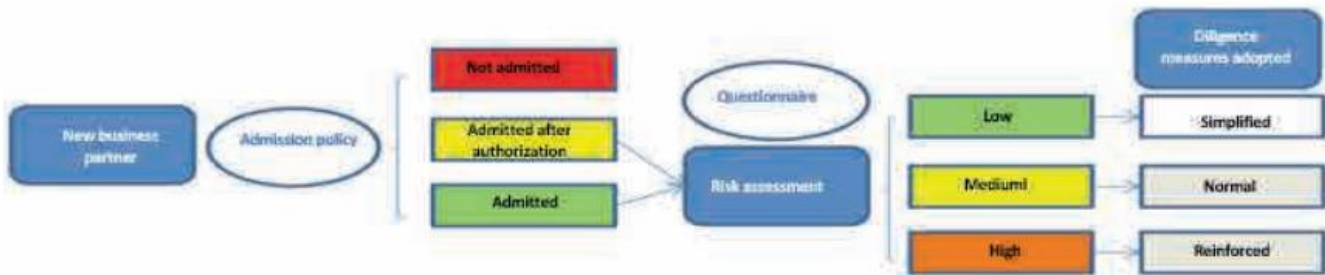 New business
partner
Admission policy
Not admitted
Admitted after
authorization
Admitted
Questionnaire
Risk assessment
Low
Mediuml
High
Diligence
measures adopted
Simplified
Normal
Reinforced